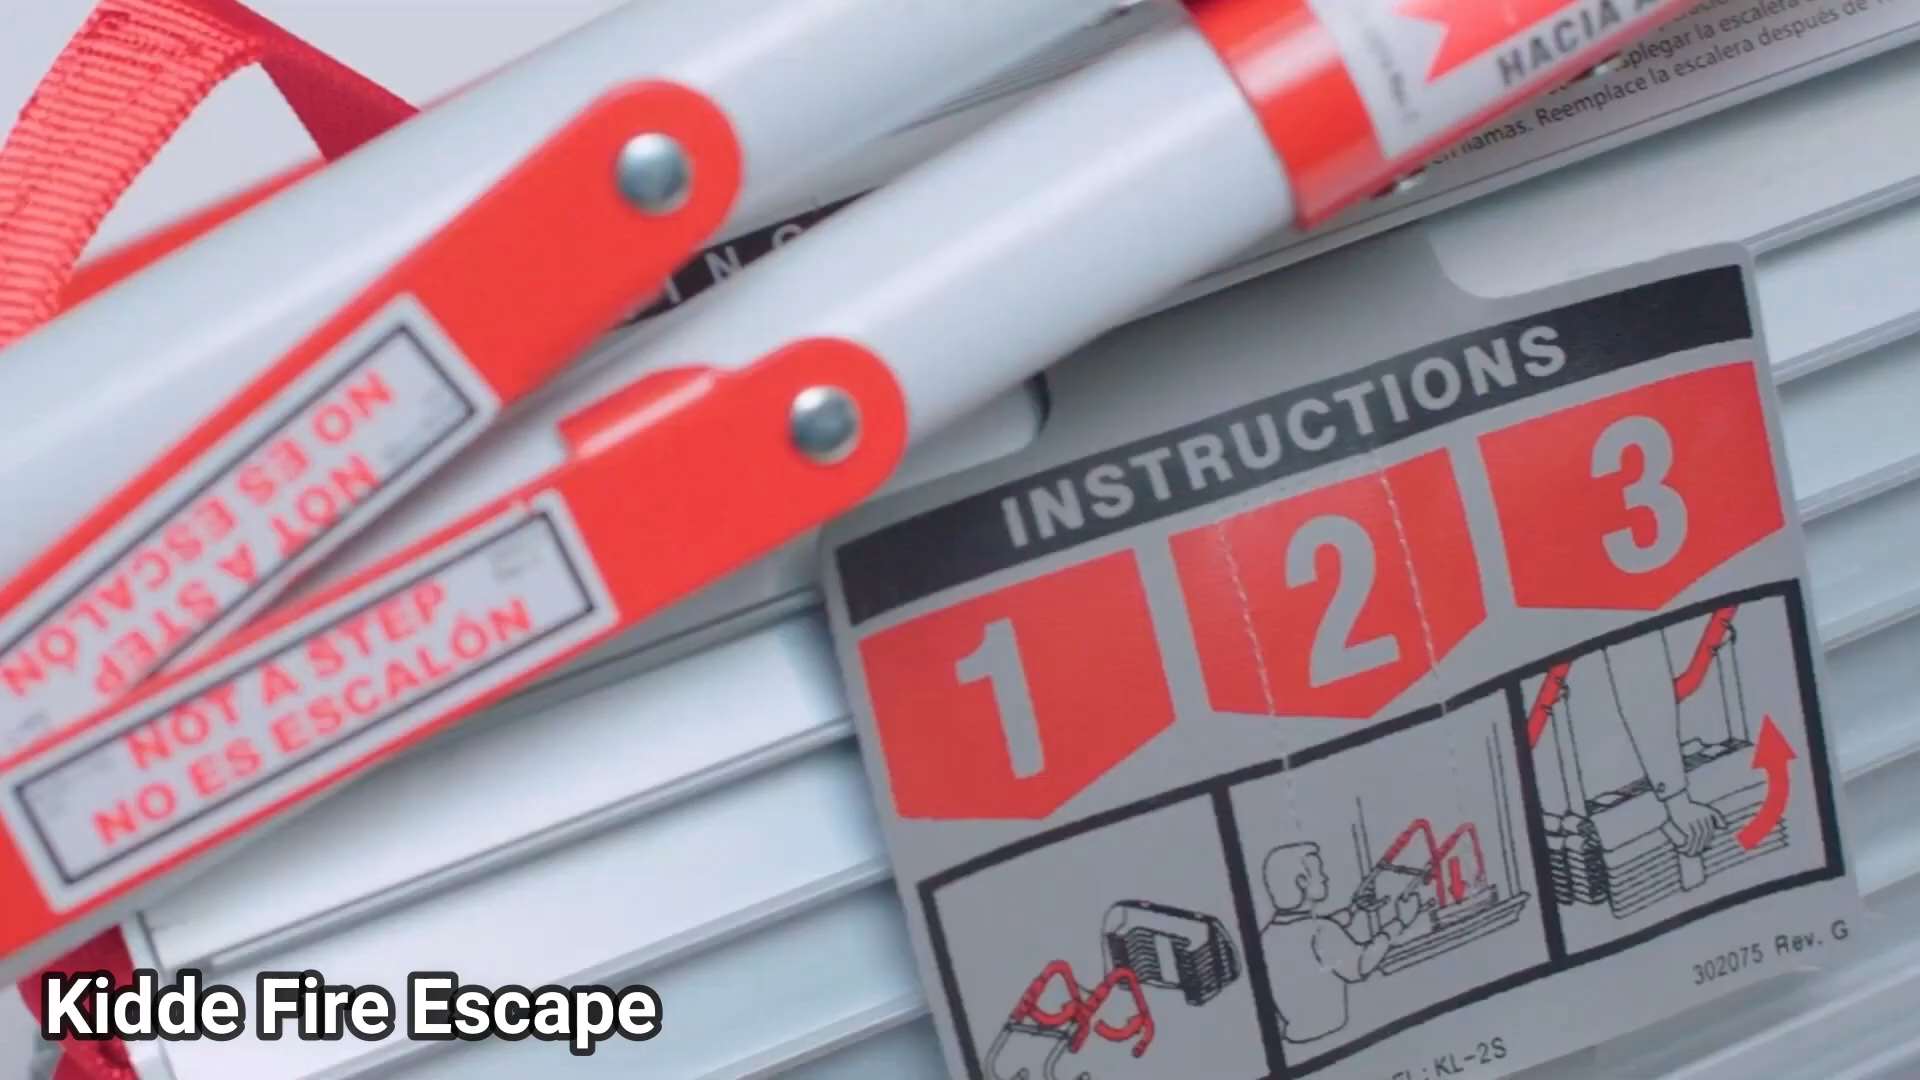 HACIA
plegar la escalera
llamas. Reemplace la escalera después de
NO ES ESCALÓN
NOT A STEP
NOT A STEP
NO ES ESCALÓN
INSTRUCTIONS
1 2 3
302075 Rev. G
KL-2S
Kidde Fire Escape